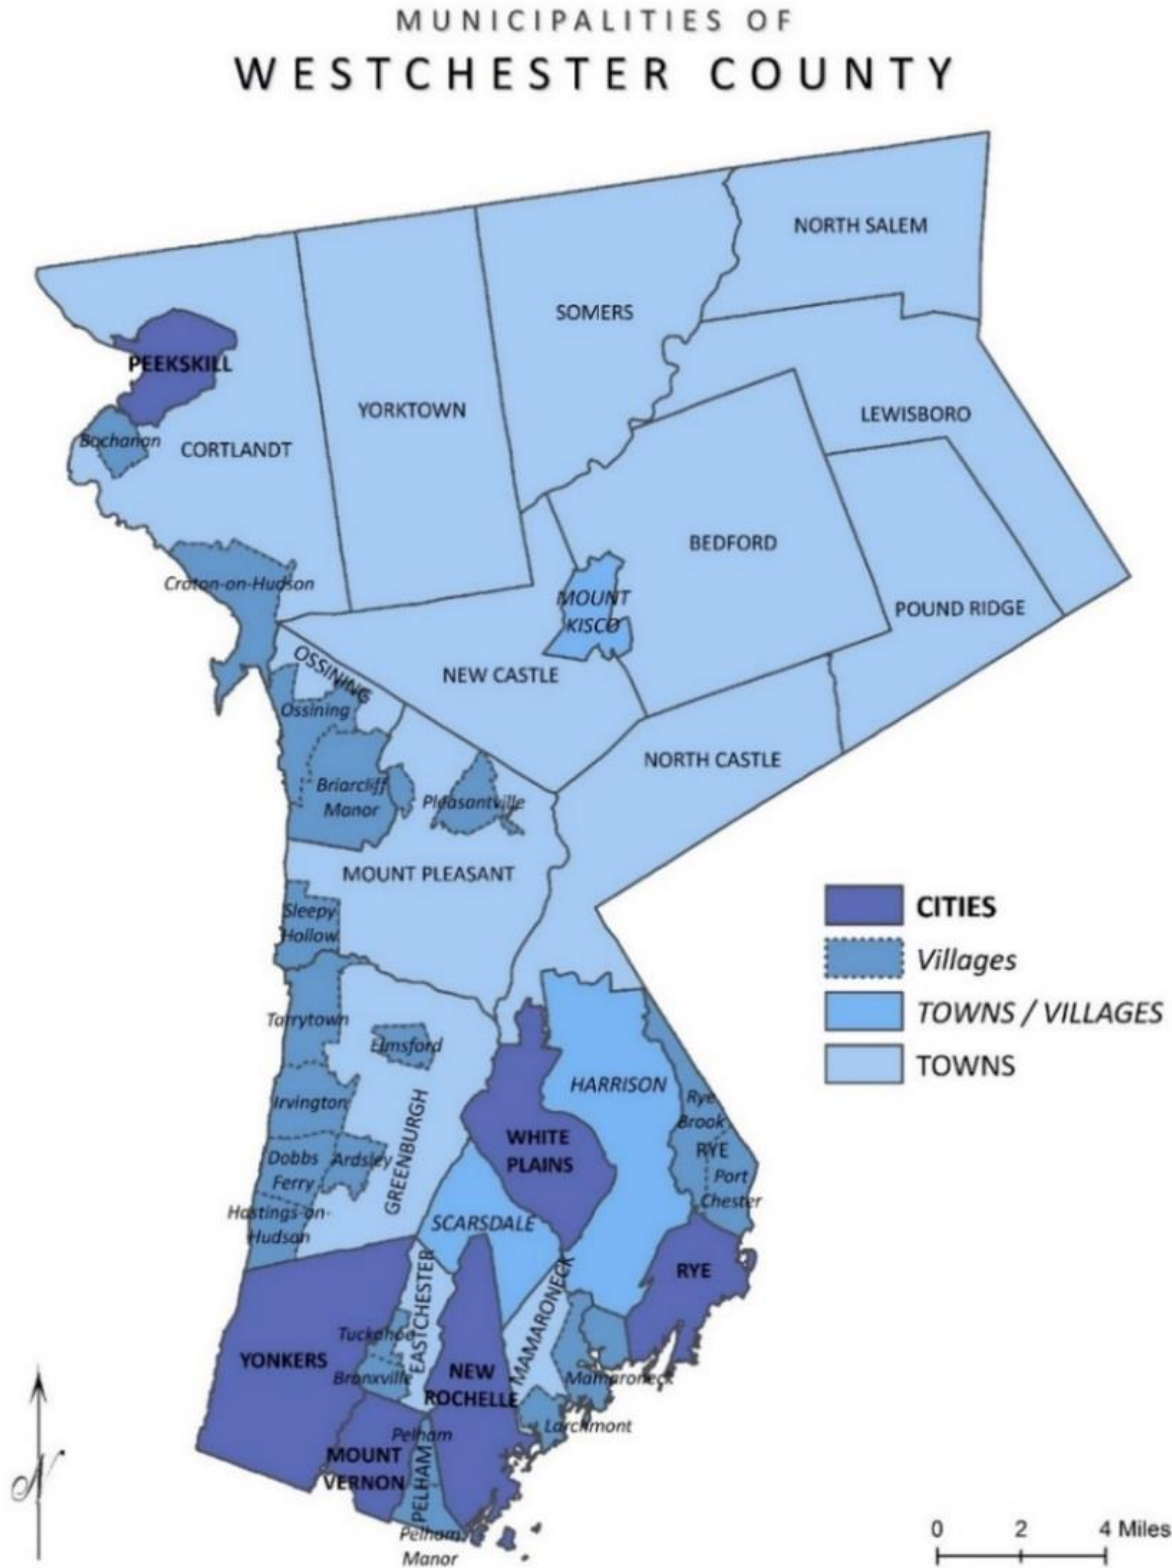 MUNICIPALITIES OF
WESTCHESTER COUNTY
NORTH SALEM
SOMERS
PEEKSKILL
YORKTOWN
LEWISBORO
Bochanan
CORTLANDT
BEDFORD
Craton-on-Hudson
MOUNT
KISCO
POUND RIDGE
OSSINING
NEW CASTLE
Ossining
NORTH CASTLE
Briarcliff
Manor
Pleasantville
MOUNT PLEASANT
CITIES
Sleepy
Hollow
Villages
TOWNS / VILLAGES
Tarrytown
Elmsford
TOWNS
HARRISON
Irvington
Rye
Brook
GREENBURGH
WHITE
PLAINS
RYE
Dobbs
Ferry
Ardsley
Port
Chester
Hastings-on-
Hudson
SCARSDALE
RYE
EASTCHESTER
MAMARONECK
Tuckahoe
YONKERS
Bronxville
NEW
ROCHELLE
Mamaroneck
Larchmont
Pelham
MOUNT
VERNON
PELHAM
Pelham
Manor
N
0 2 4 Miles